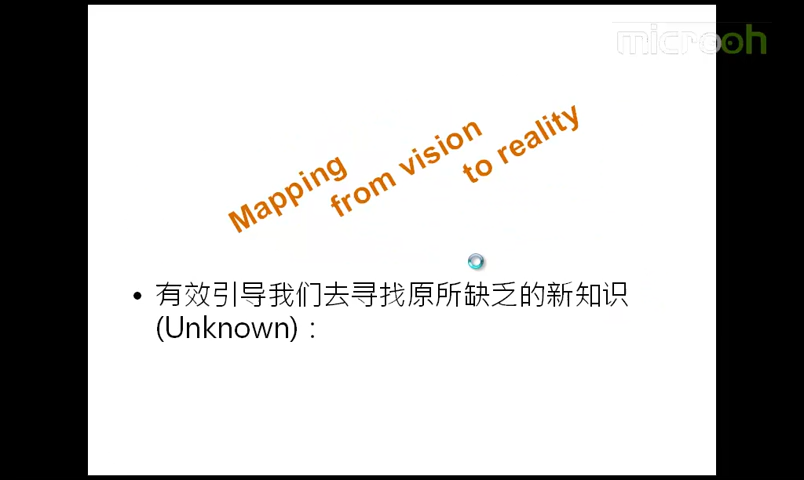 microoh
Mapping
from vision
to reality
• 有效引导我们去寻找原所缺乏的新知识
(Unknown)：